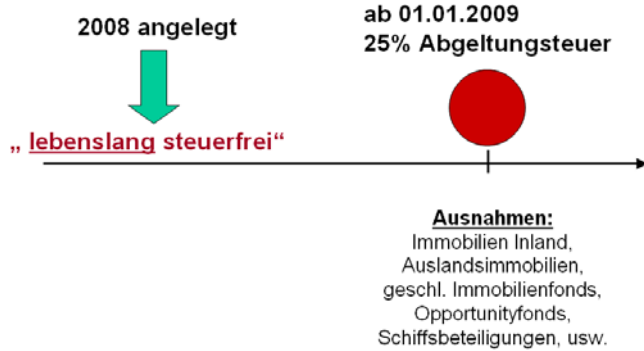 2008 angelegt
„ lebenslang steuerfrei“
ab 01.01.2009
25% Abgeltungsteuer
Ausnahmen:
Immobilien Inland,
Auslandsimmobilien,
geschl. Immobilienfonds,
Opportunityfonds,
Schiffsbeteiligungen, usw.